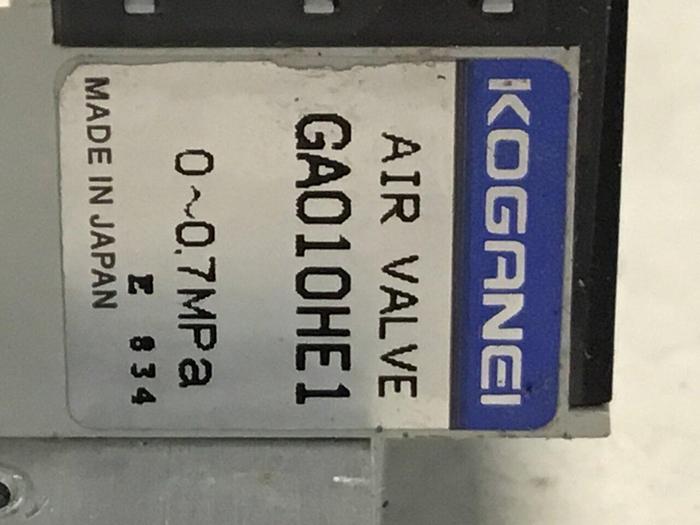 KOGANEI
AIR VALVE
GA010HE1
0~0.7MPa
E 834
MADE IN JAPAN